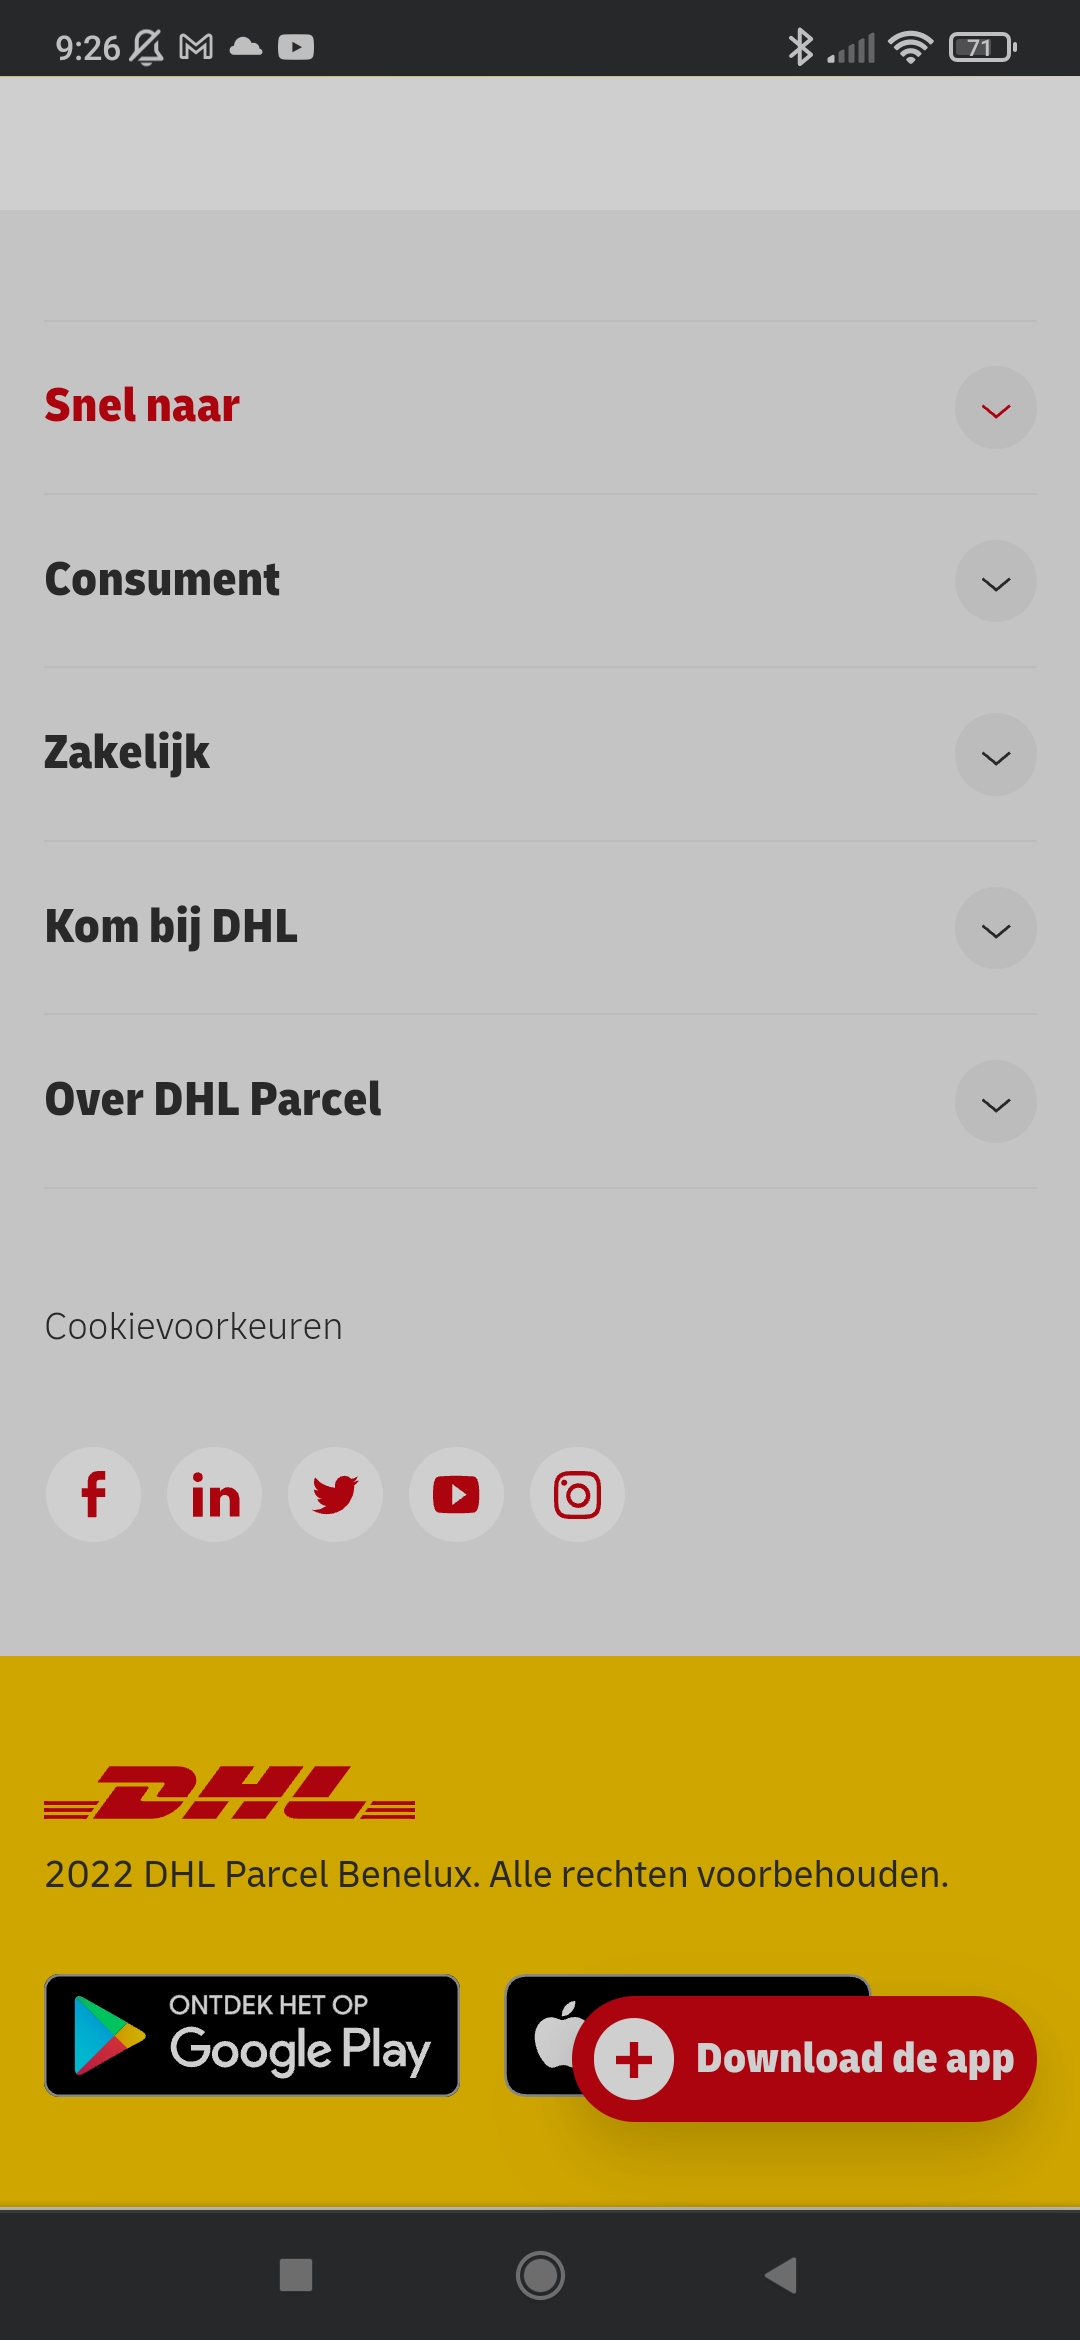 9:26
71
Snel naar
Consument
Zakelijk
Kom bij DHL
Over DHL Parcel
Cookievoorkeuren
f in
DHL
2022 DHL Parcel Benelux. Alle rechten voorbehouden.
ONTDEK HET OP
Google Play
Download de app